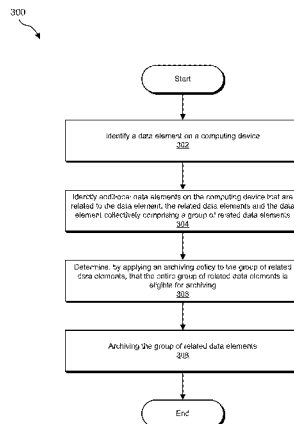 300
Start
Identify a data element on a computing device
302
Identify additional data elements on the computing device that are
related to the data element, the related data elements and the data
element collectively comprising a group of related data elements
304
Determine, by applying an archiving policy to the group of related
data elements, that the entire group of related data elements is
eligible for archiving
Archiving the group of related data elements
End